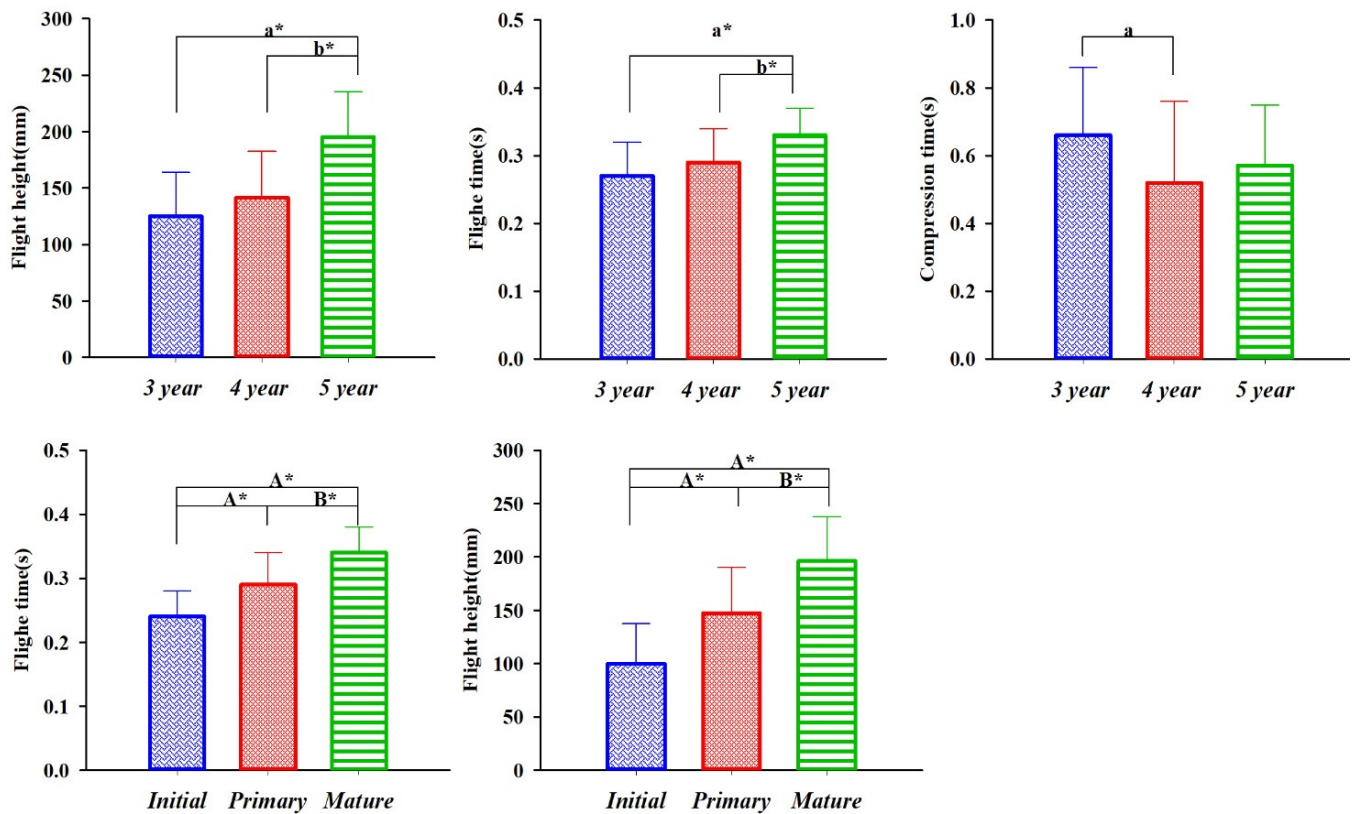 Flight height(mm)
300
250
200
150
100
50
0
a*
b*
3 year 4 year 5 year
Flighe time(s)
0.5
0.4
0.3
0.2
0.1
0.0
a*
b*
3 year 4 year 5 year
Compression time(s)
1.0
0.8
0.6
0.4
0.2
0.0
a
3 year 4 year 5 year
Flighe time(s)
0.5
0.4
0.3
0.2
0.1
0.0
A*
A* B*
Initial Primary Mature
Flight height(mm)
300
250
200
150
100
50
0
A*
A* B*
Initial Primary Mature